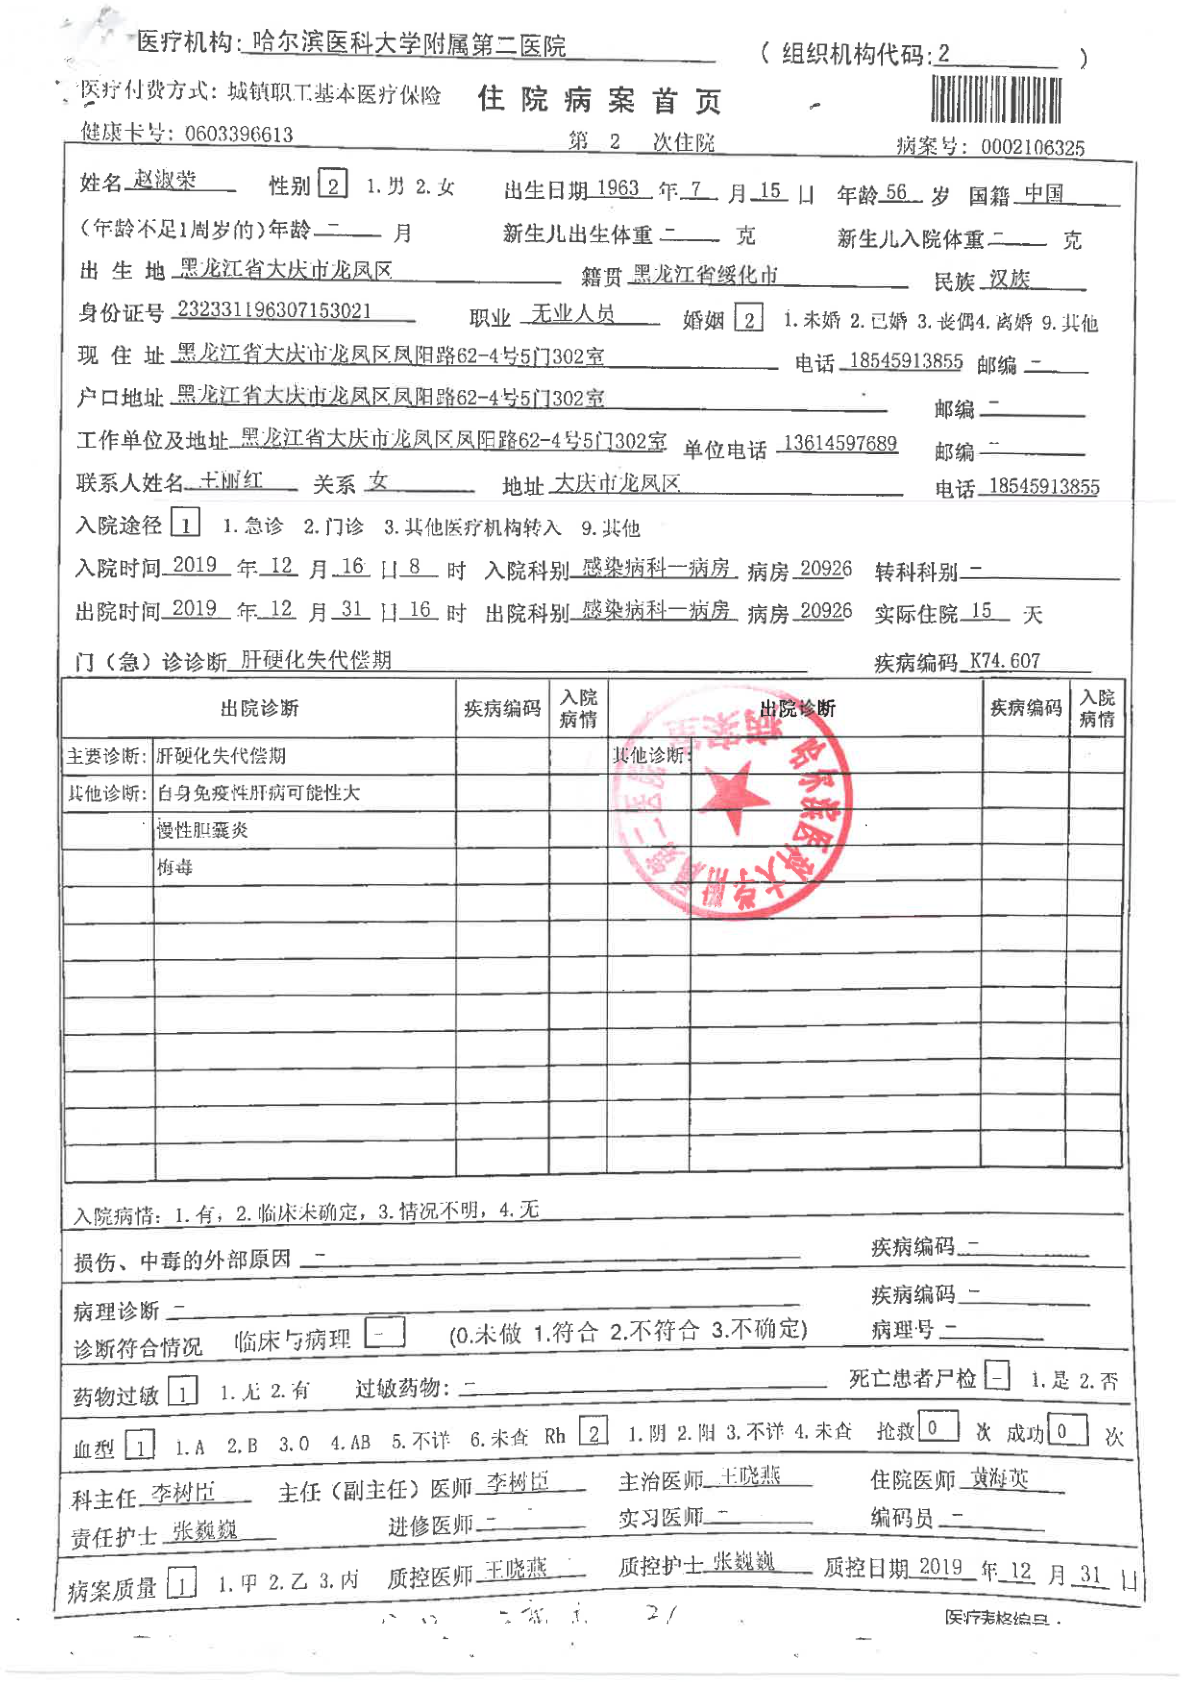 医疗机构: 哈尔滨医科大学附属第二医院 (组织机构代码:2 )
医疗付费方式: 城镇职工基本医疗保险 住院病案首页
健康卡号: 0603396613 第 2 次住院 病案号: 0002106325
姓名 赵淑荣 性别 2 1.男 2.女 出生日期 1963 年 7 月 15 日 年龄 56 岁 国籍 中国
(年龄不足1周岁的)年龄 - 月 新生儿出生体重 - 克 新生儿入院体重 - 克
出生地 黑龙江省大庆市龙凤区 籍贯 黑龙江省绥化市 民族 汉族
身份证号 232331196307153021 职业 无业人员 婚姻 2 1.未婚 2.已婚 3.丧偶4.离婚 9.其他
现住址 黑龙江省大庆市龙凤区凤阳路62-4号5门302室 电话 18545913855 邮编 -
户口地址 黑龙江省大庆市龙凤区凤阳路62-4号5门302室 邮编 -
工作单位及地址 黑龙江省大庆市龙凤区凤阳路62-4号5门302室 单位电话 13614597689 邮编 -
联系人姓名 王丽红 关系 女 地址 大庆市龙凤区 电话 18545913855
入院途径 1 1.急诊 2.门诊 3.其他医疗机构转入 9.其他
入院时间 2019 年 12 月 16 日 8 时 入院科别 感染病科一病房 病房 20926 转科科别 -
出院时间 2019 年 12 月 31 日 16 时 出院科别 感染病科一病房 病房 20926 实际住院 15 天
门(急)诊诊断 肝硬化失代偿期 疾病编码 K74.607
出院诊断 疾病编码 入院病情 出院诊断 疾病编码 入院病情
主要诊断: 肝硬化失代偿期 其他诊断:
其他诊断: 自身免疫性肝病可能性大
慢性胆囊炎
梅毒
哈尔滨医科大学附属第二医院 病案室
入院病情: 1.有, 2.临床未确定, 3.情况不明, 4.无
损伤、中毒的外部原因 - 疾病编码 -
病理诊断 - 疾病编码 -
诊断符合情况 临床与病理 - (0.未做 1.符合 2.不符合 3.不确定) 病理号 -
药物过敏 1 1.无 2.有 过敏药物: - 死亡患者尸检 - 1.是 2.否
血型 1 1.A 2.B 3.O 4.AB 5.不详 6.未查 Rh 2 1.阴 2.阳 3.不详 4.未查 抢救 0 次 成功 0 次
科主任 李树臣 主任(副主任)医师 李树臣 主治医师 王晓燕 住院医师 黄海英
责任护士 张巍巍 进修医师 - 实习医师 - 编码员 -
病案质量 1 1.甲 2.乙 3.丙 质控医师 王晓燕 质控护士 张巍巍 质控日期 2019 年 12 月 31 日
医疗表格编号: